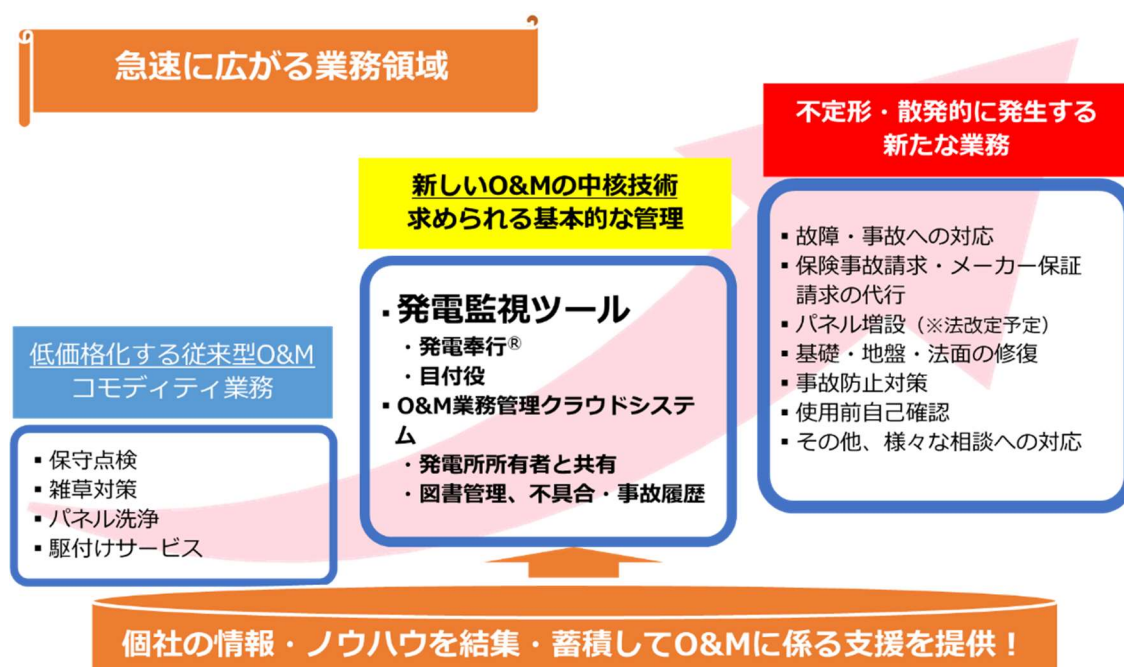 急速に広がる業務領域
不定形・散発的に発生する
新たな業務
新しいO&Mの中核技術
求められる基本的な管理
低価格化する従来型O&M
コモディティ業務
▪ 保守点検
▪ 雑草対策
▪ パネル洗浄
▪ 駆付けサービス
▪ 発電監視ツール
・発電奉行®
・目付役
▪ O&M業務管理クラウドシステ
ム
・発電所所有者と共有
・図書管理、不具合・事故履歴
▪ 故障・事故への対応
▪ 保険事故請求・メーカー保証
請求の代行
▪ パネル増設（※法改定予定）
▪ 基礎・地盤・法面の修復
▪ 事故防止対策
▪ 使用前自己確認
▪ その他、様々な相談への対応
個社の情報・ノウハウを結集・蓄積してO&Mに係る支援を提供！